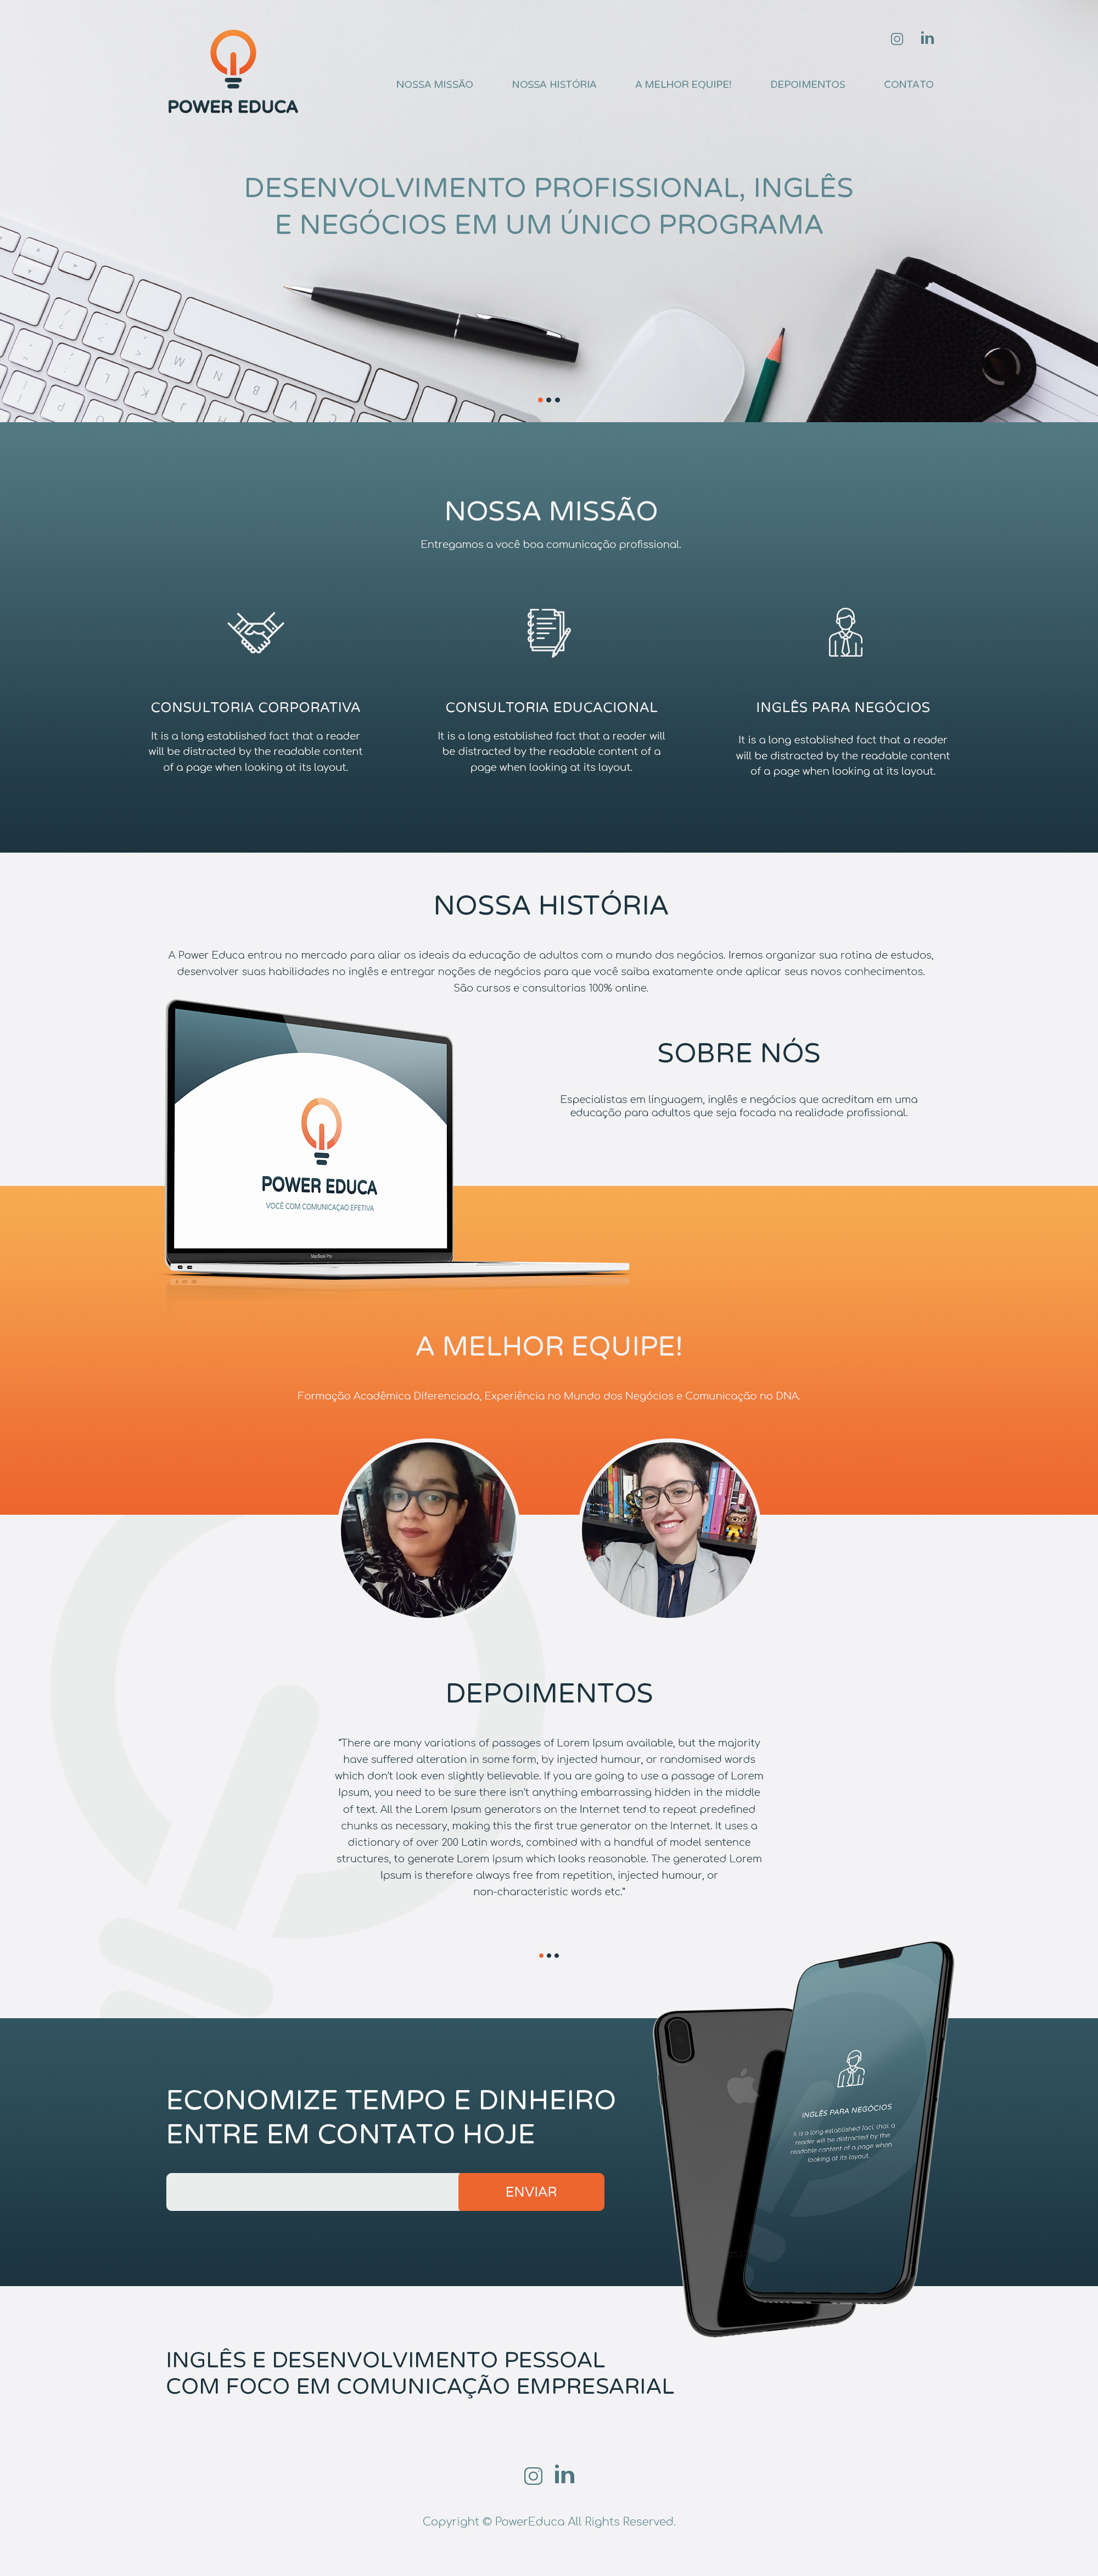 POWER EDUCA
NOSSA MISSÃO
NOSSA HISTÓRIA
A MELHOR EQUIPE!
DEPOIMENTOS
CONTATO
DESENVOLVIMENTO PROFISSIONAL, INGLÊS
E NEGÓCIOS EM UM ÚNICO PROGRAMA
NOSSA MISSÃO
Entregamos a você boa comunicação profissional.
CONSULTORIA CORPORATIVA
It is a long established fact that a reader
will be distracted by the readable content
of a page when looking at its layout.
CONSULTORIA EDUCACIONAL
It is a long established fact that a reader will
be distracted by the readable content of a
page when looking at its layout.
INGLÊS PARA NEGÓCIOS
It is a long established fact that a reader
will be distracted by the readable content
of a page when looking at its layout.
NOSSA HISTÓRIA
A Power Educa entrou no mercado para aliar os ideais da educação de adultos com o mundo dos negócios. Iremos organizar sua rotina de estudos,
desenvolver suas habilidades no inglês e entregar noções de negócios para que você saiba exatamente onde aplicar seus novos conhecimentos.
São cursos e consultorias 100% online.
POWER EDUCA
VOCÊ COM COMUNICAÇÃO EFETIVA
MacBook Pro
SOBRE NÓS
Especialistas em linguagem, inglês e negócios que acreditam em uma
educação para adultos que seja focada na realidade profissional.
A MELHOR EQUIPE!
Formação Acadêmica Diferenciada, Experiência no Mundo dos Negócios e Comunicação no DNA.
DEPOIMENTOS
“There are many variations of passages of Lorem Ipsum available, but the majority
have suffered alteration in some form, by injected humour, or randomised words
which don't look even slightly believable. If you are going to use a passage of Lorem
Ipsum, you need to be sure there isn't anything embarrassing hidden in the middle
of text. All the Lorem Ipsum generators on the Internet tend to repeat predefined
chunks as necessary, making this the first true generator on the Internet. It uses a
dictionary of over 200 Latin words, combined with a handful of model sentence
structures, to generate Lorem Ipsum which looks reasonable. The generated Lorem
Ipsum is therefore always free from repetition, injected humour, or
non-characteristic words etc.”
ECONOMIZE TEMPO E DINHEIRO
ENTRE EM CONTATO HOJE
ENVIAR
INGLÊS PARA NEGÓCIOS
It is a long established fact that a
reader will be distracted by the
readable content of a page when
looking at its layout.
INGLÊS E DESENVOLVIMENTO PESSOAL
COM FOCO EM COMUNICAÇÃO EMPRESARIAL
Copyright © PowerEduca All Rights Reserved.